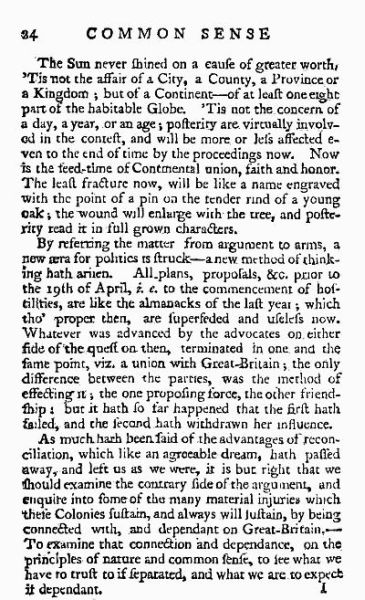 24 COMMON SENSE
The Sun never ſhined on a cauſe of greater worth,
'Tis not the affair of a City, a County, a Province or
a Kingdom ; but of a Continent—of at leaſt one eight
part of the habitable Globe. 'Tis not the concern of
a day, a year, or an age ; poſterity are virtually involv-
ed in the conteſt, and will be more or leſs affected e-
ven to the end of time by the proceedings now. Now
is the ſeed-time of Continental union, faith and honor.
The leaſt fracture now, will be like a name engraved
with the point of a pin on the tender rind of a young
oak ; the wound will enlarge with the tree, and poſte-
rity read it in full grown characters.
By referring the matter from argument to arms, a
new æra for politics is ſtruck—a new method of think-
ing hath ariſen. All plans, propoſals, &c. prior to
the 19th of April, i. e. to the commencement of hoſ-
tilities, are like the almanacks of the laſt year ; which
tho' proper then, are ſuperſeded and uſeleſs now.
Whatever was advanced by the advocates on either
ſide of the queſtion then, terminated in one and the
ſame point, viz. a union with Great-Britain ; the only
difference between the parties, was the method of
effecting it ; the one propoſing force, the other friend-
ſhip ; but it hath ſo far happened that the firſt hath
failed, and the ſecond hath withdrawn her influence.
As much hath been ſaid of the advantages of recon-
ciliation, which like an agreeable dream, hath paſſed
away, and left us as we were, it is but right that we
ſhould examine the contrary ſide of the argument, and
enquire into ſome of the many material injuries which
theſe Colonies ſuſtain, and always will ſuſtain, by being
connected with, and dependant on Great-Britain.—
To examine that connection and dependance, on the
principles of nature and common ſenſe, to ſee what we
have to truſt to if ſeparated, and what we are to expect
if dependant. I